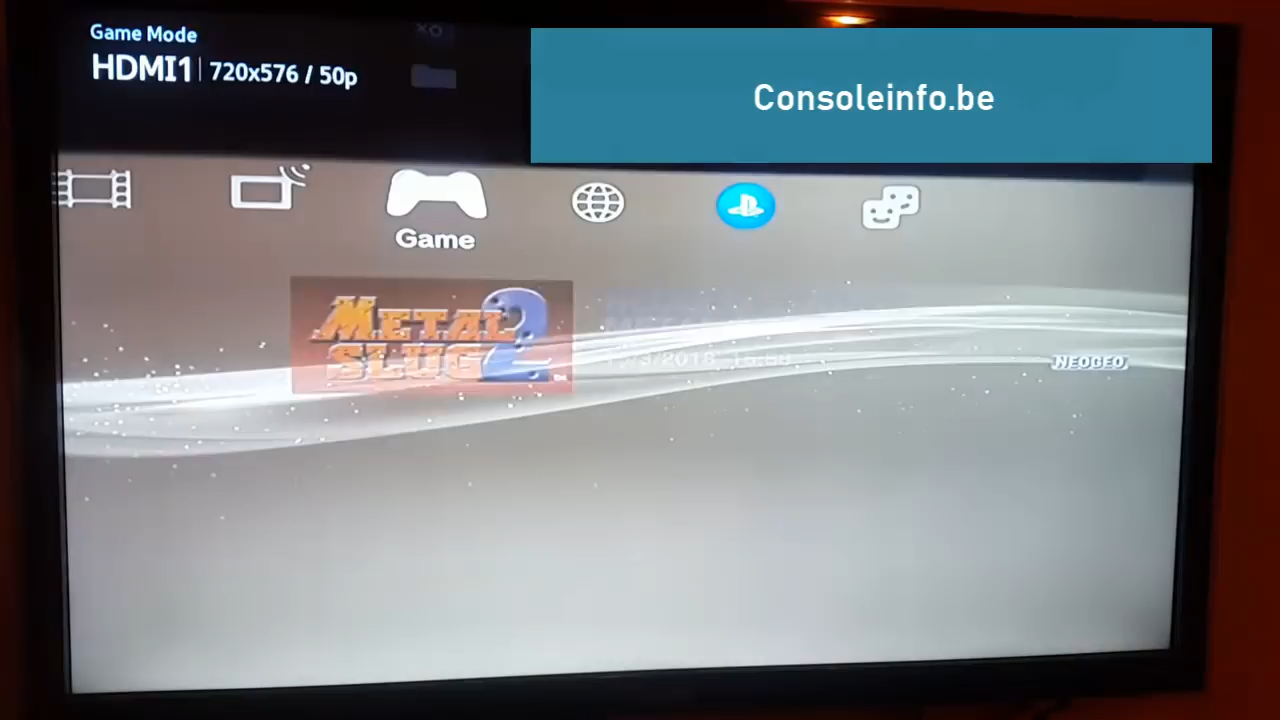 Game Mode
HDMI1 720x576 / 50p
Consoleinfo.be
Game
METAL
SLUG 2
NEOGEO